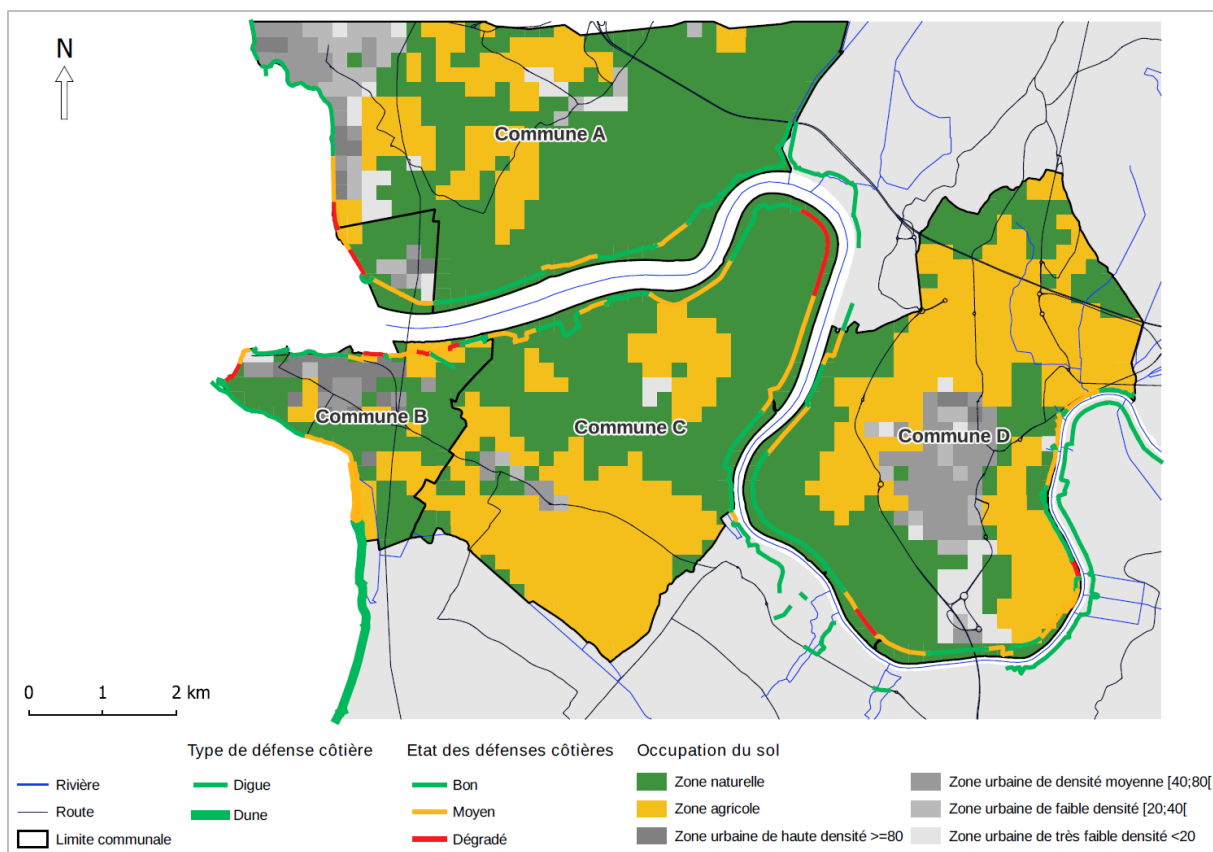 N
Commune A
Commune B
Commune C
Commune D
0 1 2 km
Type de défense côtière
Etat des défenses côtières
Occupation du sol
Rivière
Route
Limite communale
Digue
Dune
Bon
Moyen
Dégradé
Zone naturelle
Zone agricole
Zone urbaine de haute densité >=80
Zone urbaine de densité moyenne [40;80[
Zone urbaine de faible densité [20;40[
Zone urbaine de très faible densité <20